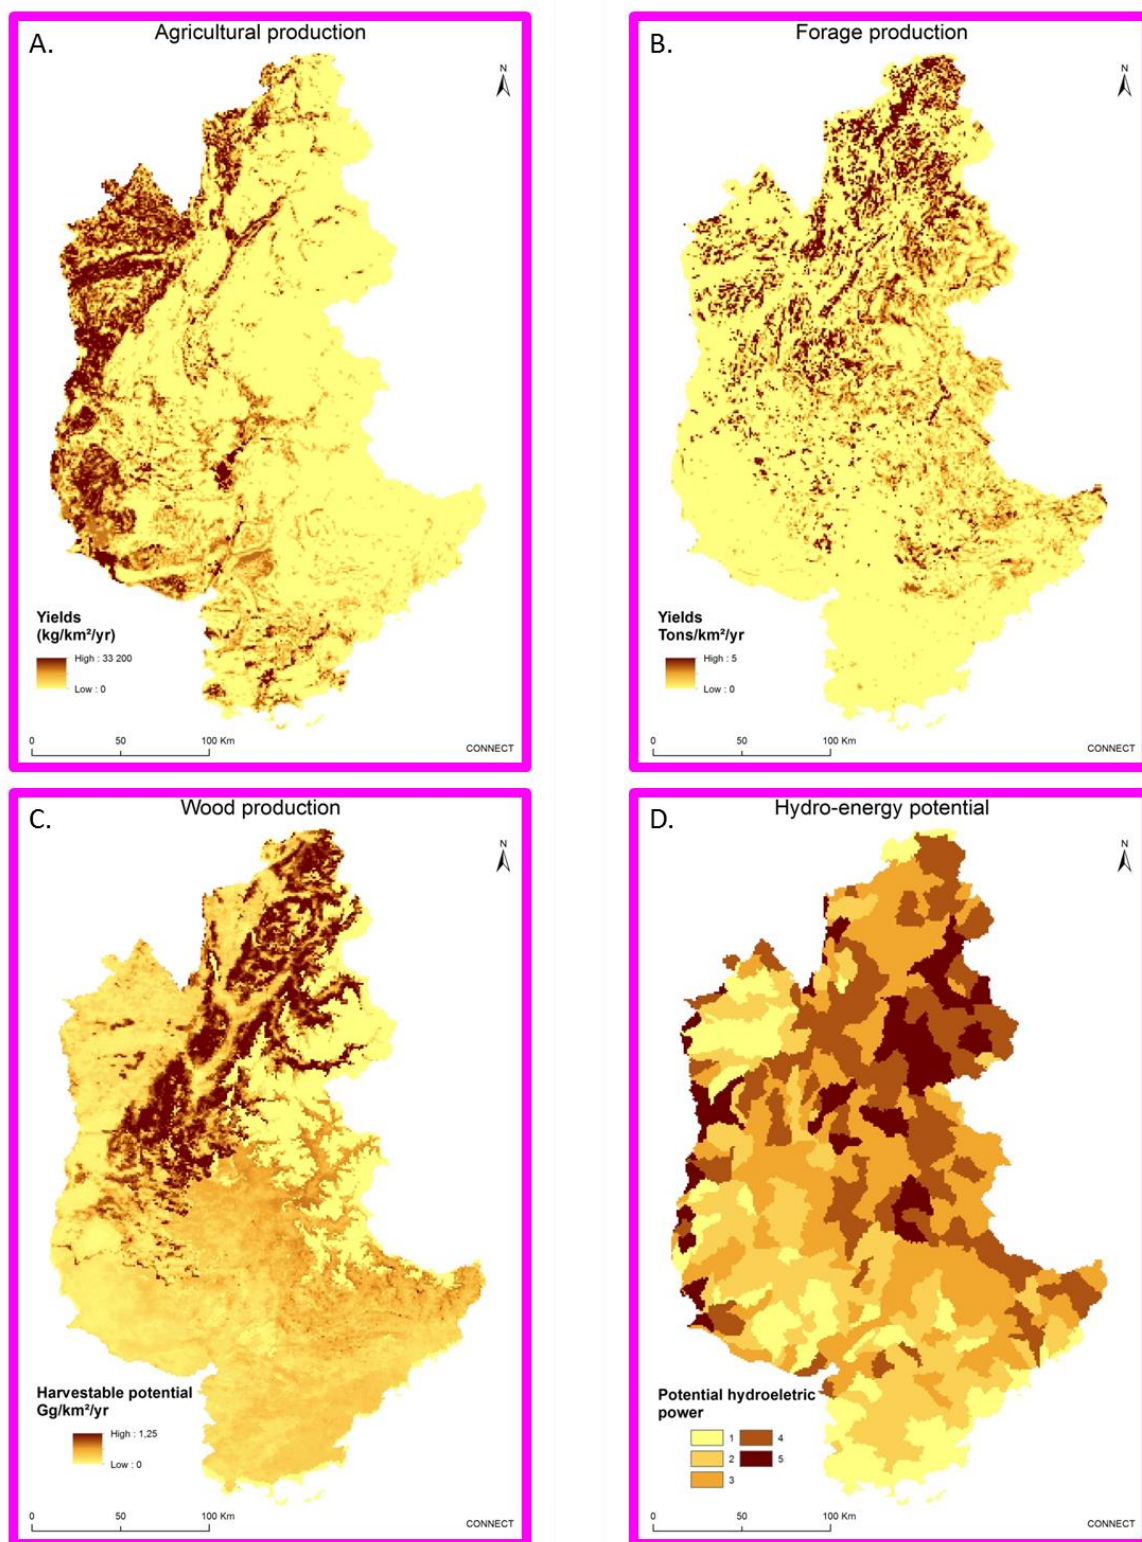 A.
Agricultural production
N
Yields
(kg/km²/yr)
High : 33 200
Low : 0
0 50 100 Km
CONNECT
B.
Forage production
N
Yields
Tons/km²/yr
High : 5
Low : 0
0 50 100 Km
CONNECT
C.
Wood production
N
Harvestable potential
Gg/km²/yr
High : 1,25
Low : 0
0 50 100 Km
CONNECT
D.
Hydro-energy potential
N
Potential hydroeletric
power
1 4
2 5
3
0 50 100 Km
CONNECT